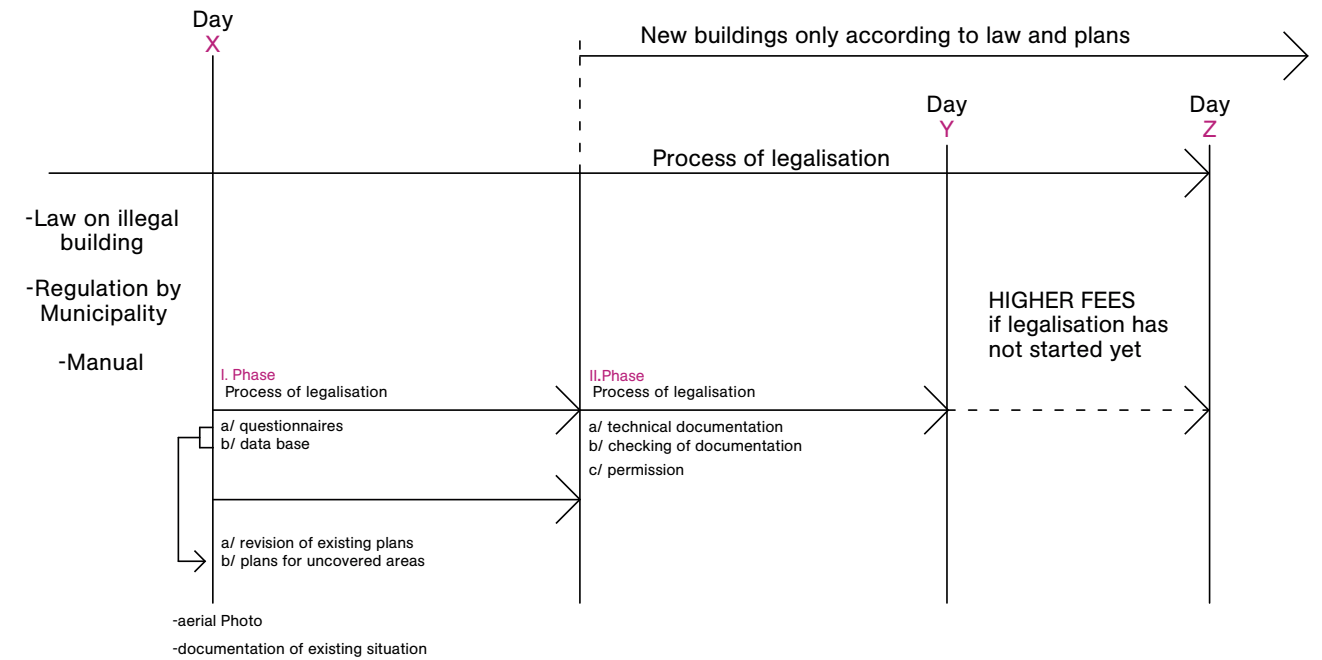 Day
X
New buildings only according to law and plans
Day
Y
Day
Z
Process of legalisation
-Law on illegal
building
-Regulation by
Municipality
-Manual
HIGHER FEES
if legalisation has
not started yet
I. Phase
Process of legalisation
a/ questionnaires
b/ data base
II.Phase
Process of legalisation
a/ technical documentation
b/ checking of documentation
c/ permission
a/ revision of existing plans
b/ plans for uncovered areas
-aerial Photo
-documentation of existing situation